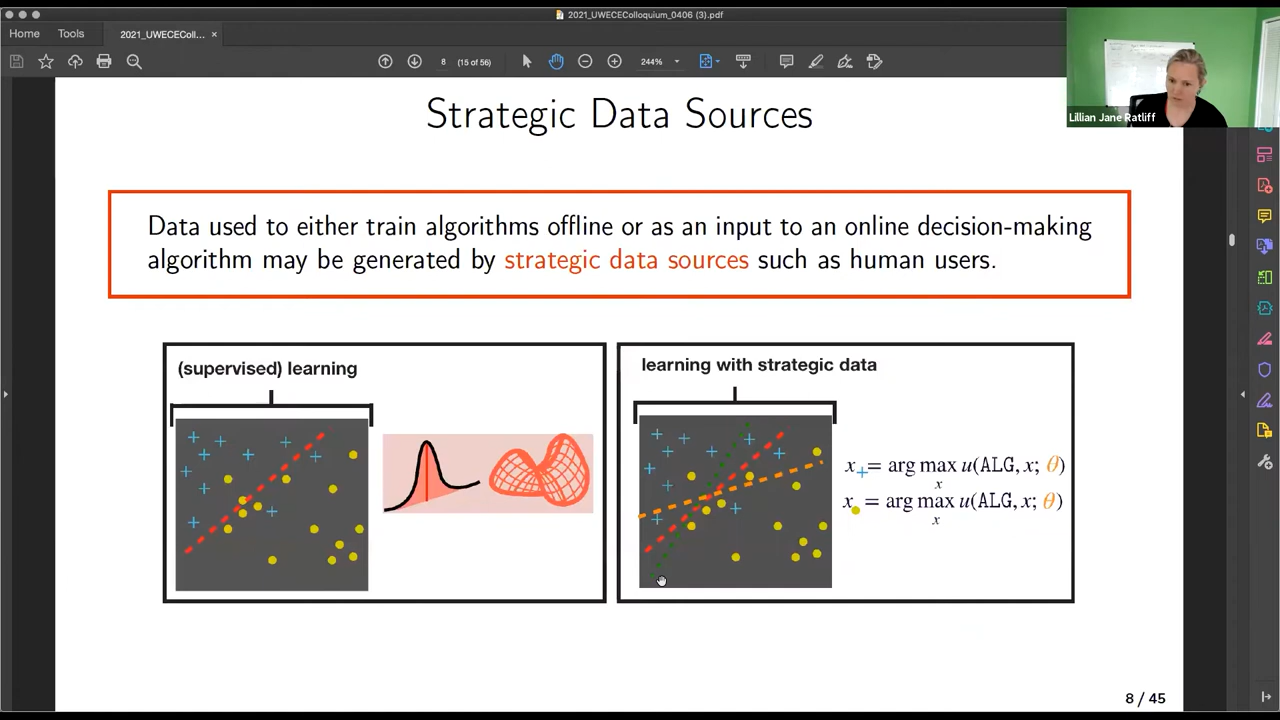 2021_UWECEColloquium_0406 (3).pdf
Home Tools 2021_UWECEColl... ×
8 (15 of 56) 244%
Lillian Jane Ratliff
Strategic Data Sources
Data used to either train algorithms offline or as an input to an online decision-making
algorithm may be generated by strategic data sources such as human users.
(supervised) learning
learning with strategic data
x₊ = arg max u(ALG, x; θ)
x
x● = arg max u(ALG, x; θ)
x
8 / 45